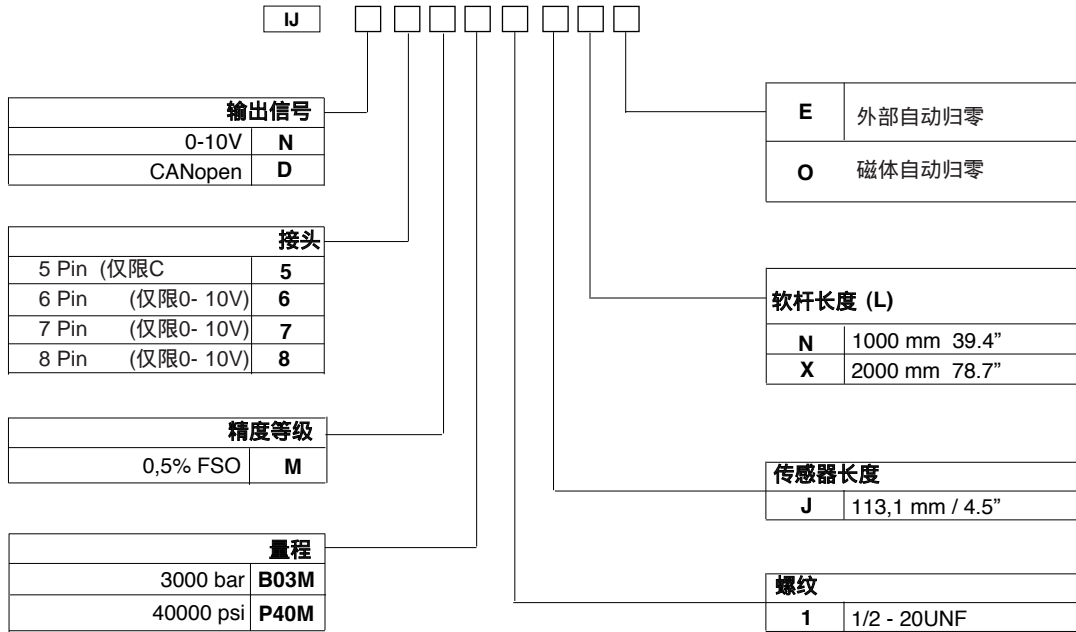 IJ
输出信号
0-10V N
CANopen D
接头
5 Pin (仅限C 5
6 Pin (仅限0- 10V) 6
7 Pin (仅限0- 10V) 7
8 Pin (仅限0- 10V) 8
精度等级
0,5% FSO M
量程
3000 bar B03M
40000 psi P40M
E 外部自动归零
O 磁体自动归零
软杆长度 (L)
N 1000 mm 39.4”
X 2000 mm 78.7”
传感器长度
J 113,1 mm / 4.5”
螺纹
1 1/2 - 20UNF